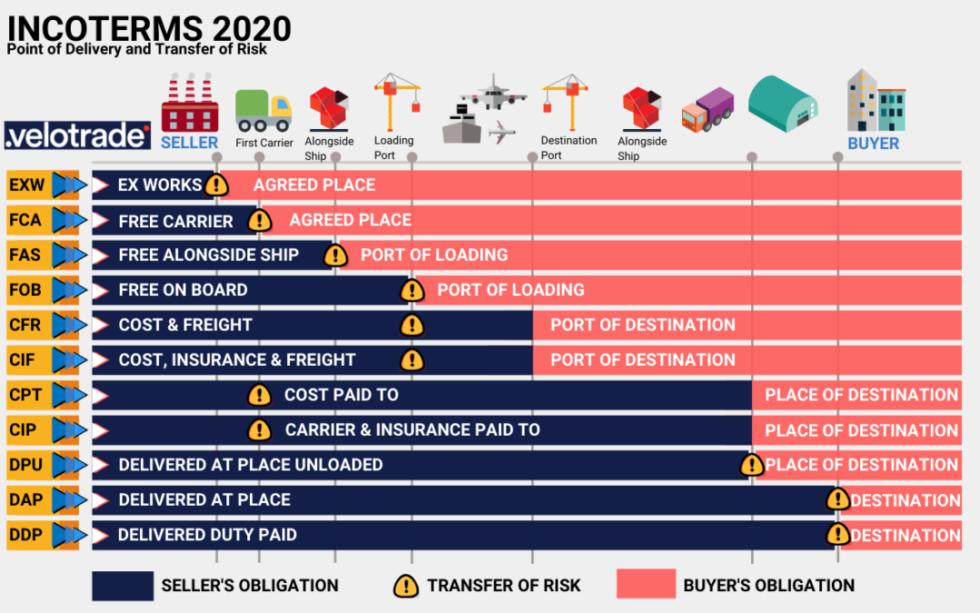 INCOTERMS 2020
Point of Delivery and Transfer of Risk
.velotrade
SELLER
First Carrier
Alongside
Ship
Loading
Port
Destination
Port
Alongside
Ship
BUYER
EXW EX WORKS AGREED PLACE
FCA FREE CARRIER AGREED PLACE
FAS FREE ALONGSIDE SHIP PORT OF LOADING
FOB FREE ON BOARD PORT OF LOADING
CFR COST & FREIGHT PORT OF DESTINATION
CIF COST, INSURANCE & FREIGHT PORT OF DESTINATION
CPT COST PAID TO PLACE OF DESTINATION
CIP CARRIER & INSURANCE PAID TO PLACE OF DESTINATION
DPU DELIVERED AT PLACE UNLOADED PLACE OF DESTINATION
DAP DELIVERED AT PLACE DESTINATION
DDP DELIVERED DUTY PAID DESTINATION
SELLER'S OBLIGATION TRANSFER OF RISK BUYER'S OBLIGATION